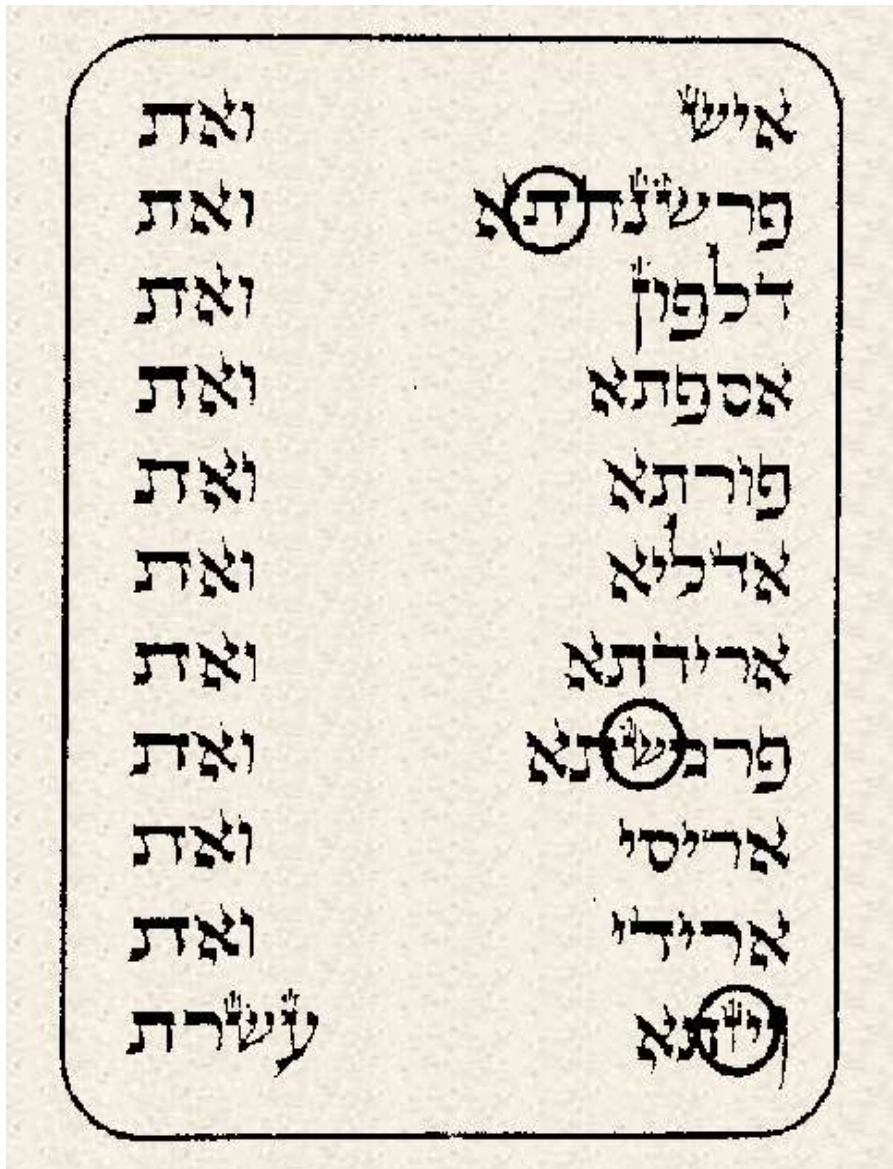 איש ואת
פרשנדתא ואת
דלפון ואת
אספתא ואת
פורתא ואת
אדליא ואת
ארידתא ואת
פרמשתא ואת
אריסי ואת
ארידי ואת
ויזתא עשרת